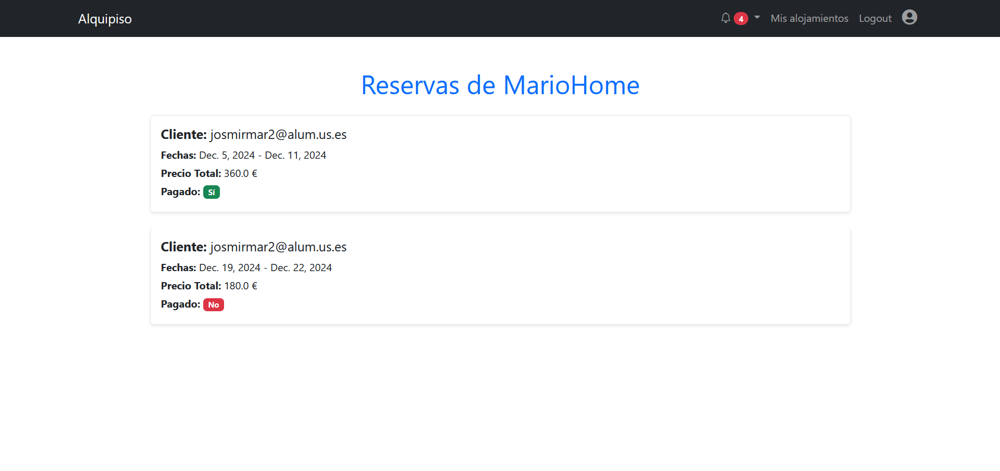 Alquipiso
4 Mis alojamientos Logout
Reservas de MarioHome
Cliente: josmirmar2@alum.us.es
Fechas: Dec. 5, 2024 - Dec. 11, 2024
Precio Total: 360.0 €
Pagado: Sí
Cliente: josmirmar2@alum.us.es
Fechas: Dec. 19, 2024 - Dec. 22, 2024
Precio Total: 180.0 €
Pagado: No